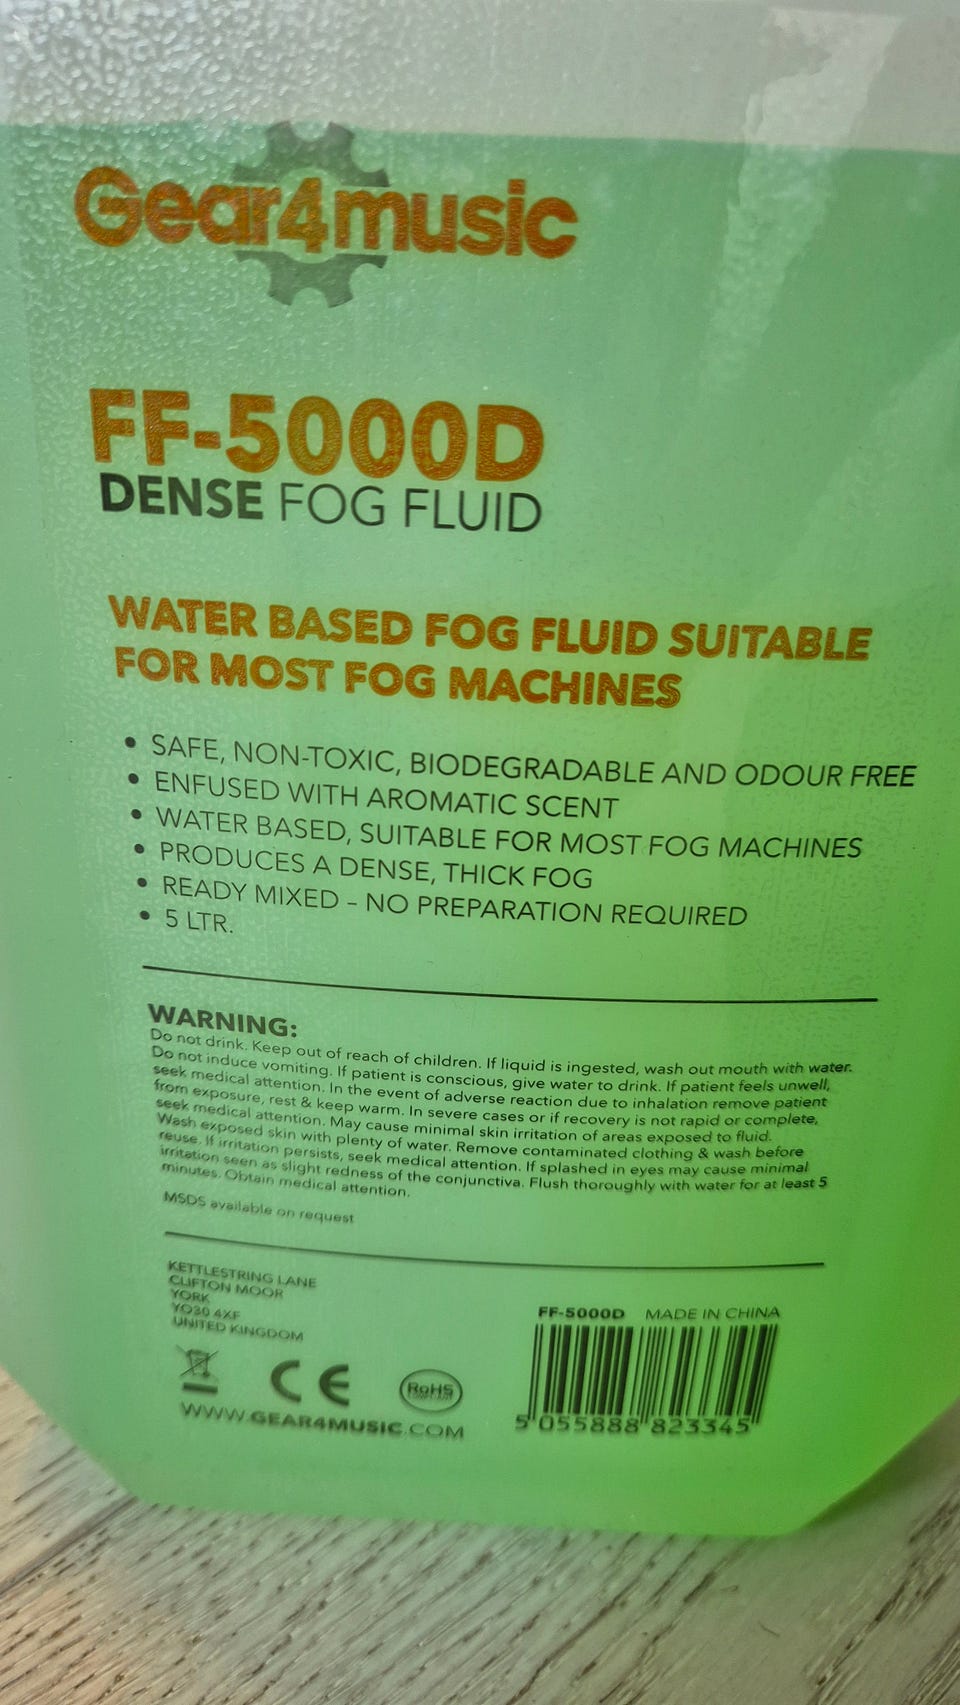 Gear4music
FF-5000D
DENSE FOG FLUID
WATER BASED FOG FLUID SUITABLE
FOR MOST FOG MACHINES
• SAFE, NON-TOXIC, BIODEGRADABLE AND ODOUR FREE
• ENFUSED WITH AROMATIC SCENT
• WATER BASED, SUITABLE FOR MOST FOG MACHINES
• PRODUCES A DENSE, THICK FOG
• READY MIXED – NO PREPARATION REQUIRED
• 5 LTR.
WARNING:
Do not drink. Keep out of reach of children. If liquid is ingested, wash out mouth with water.
Do not induce vomiting. If patient is conscious, give water to drink. If patient feels unwell,
seek medical attention. In the event of adverse reaction due to inhalation remove patient
from exposure, rest & keep warm. In severe cases or if recovery is not rapid or complete,
seek medical attention. May cause minimal skin irritation of areas exposed to fluid.
Wash exposed skin with plenty of water. Remove contaminated clothing & wash before
reuse. If irritation persists, seek medical attention. If splashed in eyes may cause minimal
irritation seen as slight redness of the conjunctiva. Flush thoroughly with water for at least 5
minutes. Obtain medical attention.
MSDS available on request
KETTLESTRING LANE
CLIFTON MOOR
YORK
YO30 4XF
UNITED KINGDOM
CE
RoHS
COMPLIANT
WWW.GEAR4MUSIC.COM
FF-5000D MADE IN CHINA
5 055888 823345